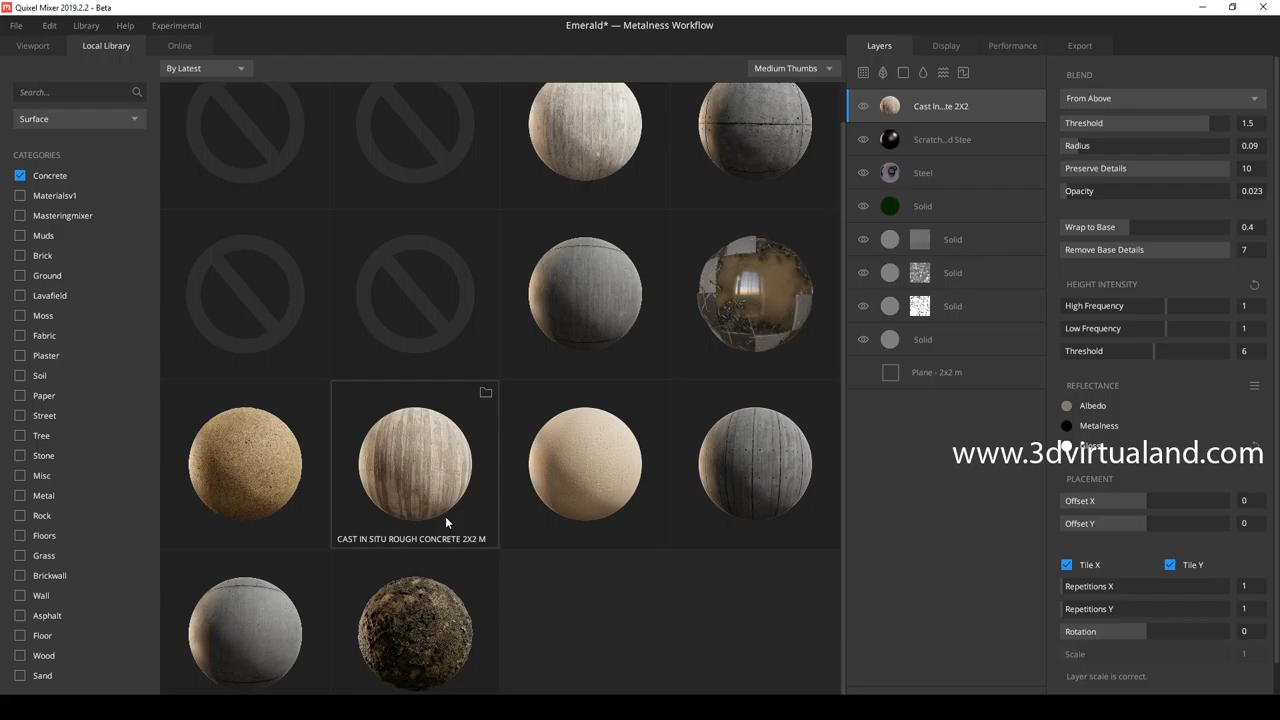 Quixel Mixer 2019.2.2 - Beta
File Edit Library Help Experimental
Emerald* — Metalness Workflow
Viewport Local Library Online
Layers Display Performance Export
By Latest
Medium Thumbs
Search...
Surface
CATEGORIES
Concrete
Materialsv1
Masteringmixer
Muds
Brick
Ground
Lavafield
Moss
Fabric
Plaster
Soil
Paper
Street
Tree
Stone
Misc
Metal
Rock
Floors
Grass
Brickwall
Wall
Asphalt
Floor
Wood
Sand
CAST IN SITU ROUGH CONCRETE 2X2 M
Cast In...te 2X2
Scratch...d Stee
Steel
Solid
Solid
Solid
Solid
Solid
Plane - 2x2 m
BLEND
From Above
Threshold 1.5
Radius 0.09
Preserve Details 10
Opacity 0.023
Wrap to Base 0.4
Remove Base Details 7
HEIGHT INTENSITY
High Frequency 1
Low Frequency 1
Threshold 6
REFLECTANCE
Albedo
Metalness
www.3dvirtualand.com
PLACEMENT
Offset X 0
Offset Y 0
Tile X Tile Y
Repetitions X 1
Repetitions Y 1
Rotation 0
Scale 1
Layer scale is correct.